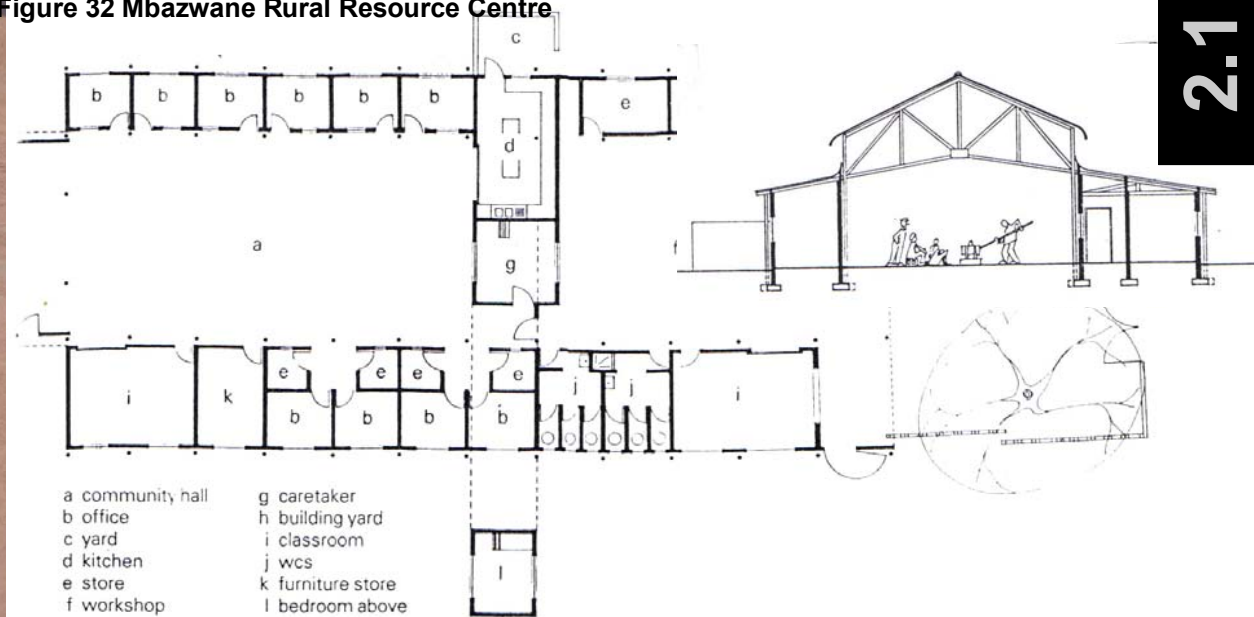 Figure 32 Mbazwane Rural Resource Centre
2.1
c
b b b b b b
e
d
a
f
g
e e e e
i k
j j
i
b b b b
l
a community hall
b office
c yard
d kitchen
e store
f workshop
g caretaker
h building yard
i classroom
j wcs
k furniture store
l bedroom above